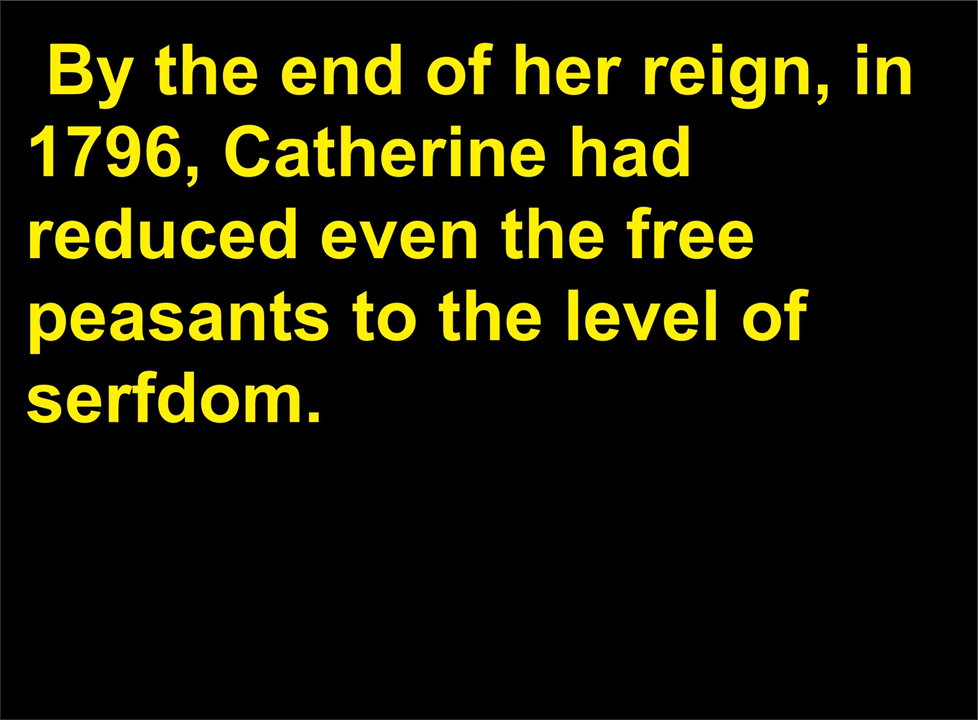 By the end of her reign, in
1796, Catherine had
reduced even the free
peasants to the level of
serfdom.